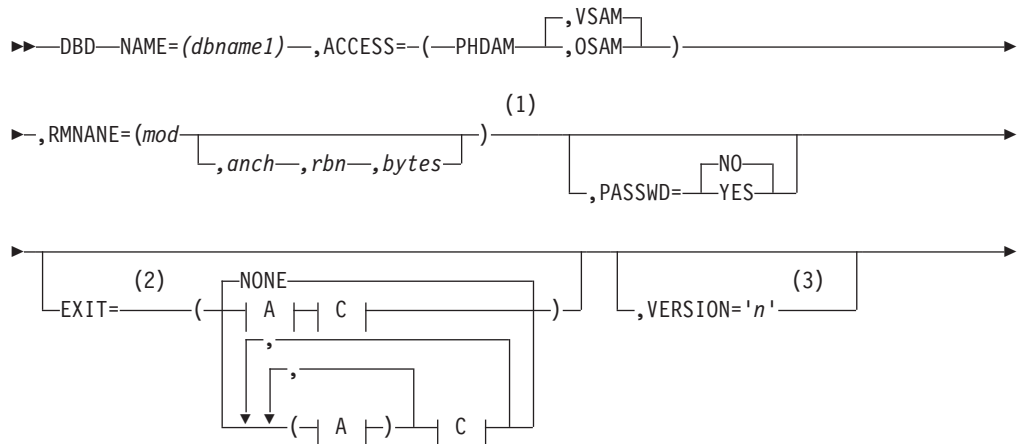 ,VSAM
DBD NAME=(dbname1) ,ACCESS= ( PHDAM ,OSAM )
(1)
,RMNANE=(mod )
,anch ,rbn ,bytes NO
,PASSWD= YES
(2) NONE (3)
EXIT= ( A C ) ,VERSION='n'
,
,
( A ) C